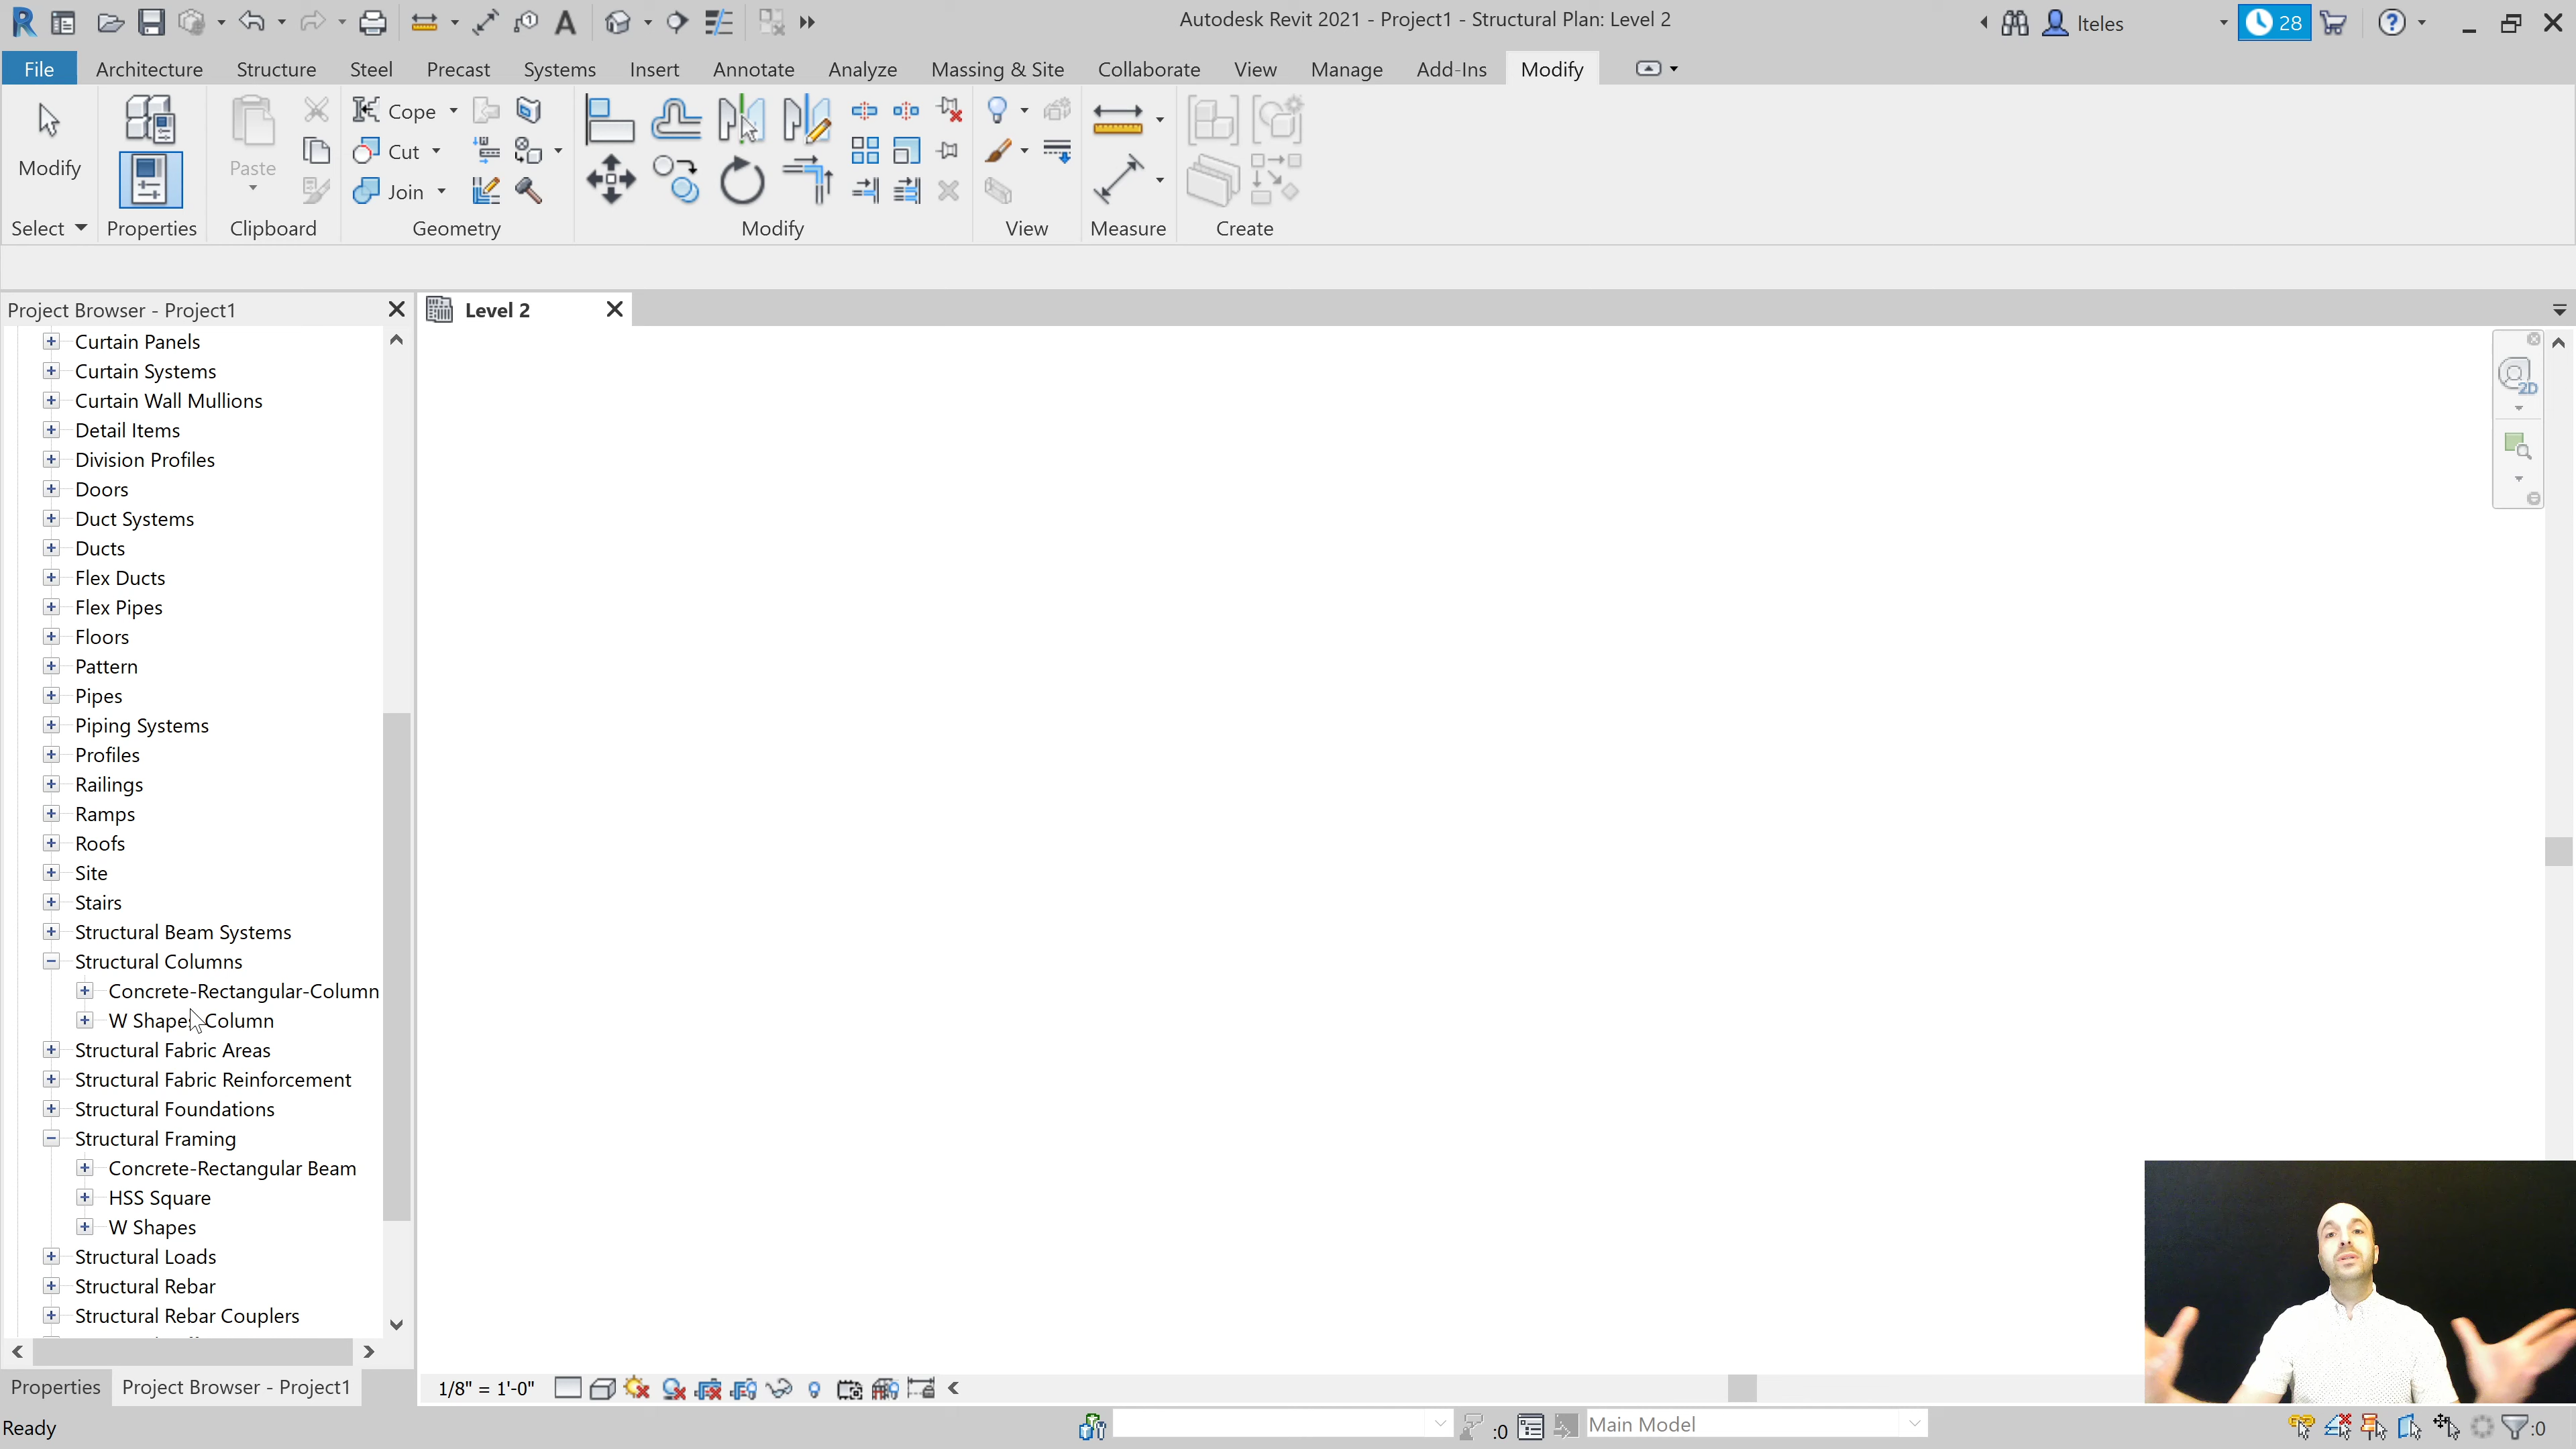 Autodesk Revit 2021 - Project1 - Structural Plan: Level 2
lteles
28
File Architecture Structure Steel Precast Systems Insert Annotate Analyze Massing & Site Collaborate View Manage Add-Ins Modify
Cope
Cut
Join
Modify
Paste
Select Properties Clipboard Geometry Modify View Measure Create
Project Browser - Project1
Level 2
2D
Curtain Panels
Curtain Systems
Curtain Wall Mullions
Detail Items
Division Profiles
Doors
Duct Systems
Ducts
Flex Ducts
Flex Pipes
Floors
Pattern
Pipes
Piping Systems
Profiles
Railings
Ramps
Roofs
Site
Stairs
Structural Beam Systems
Structural Columns
Concrete-Rectangular-Column
W Shapes Column
Structural Fabric Areas
Structural Fabric Reinforcement
Structural Foundations
Structural Framing
Concrete-Rectangular Beam
HSS Square
W Shapes
Structural Loads
Structural Rebar
Structural Rebar Couplers
Properties Project Browser - Project1
1/8" = 1'-0"
Ready
:0
Main Model
:0